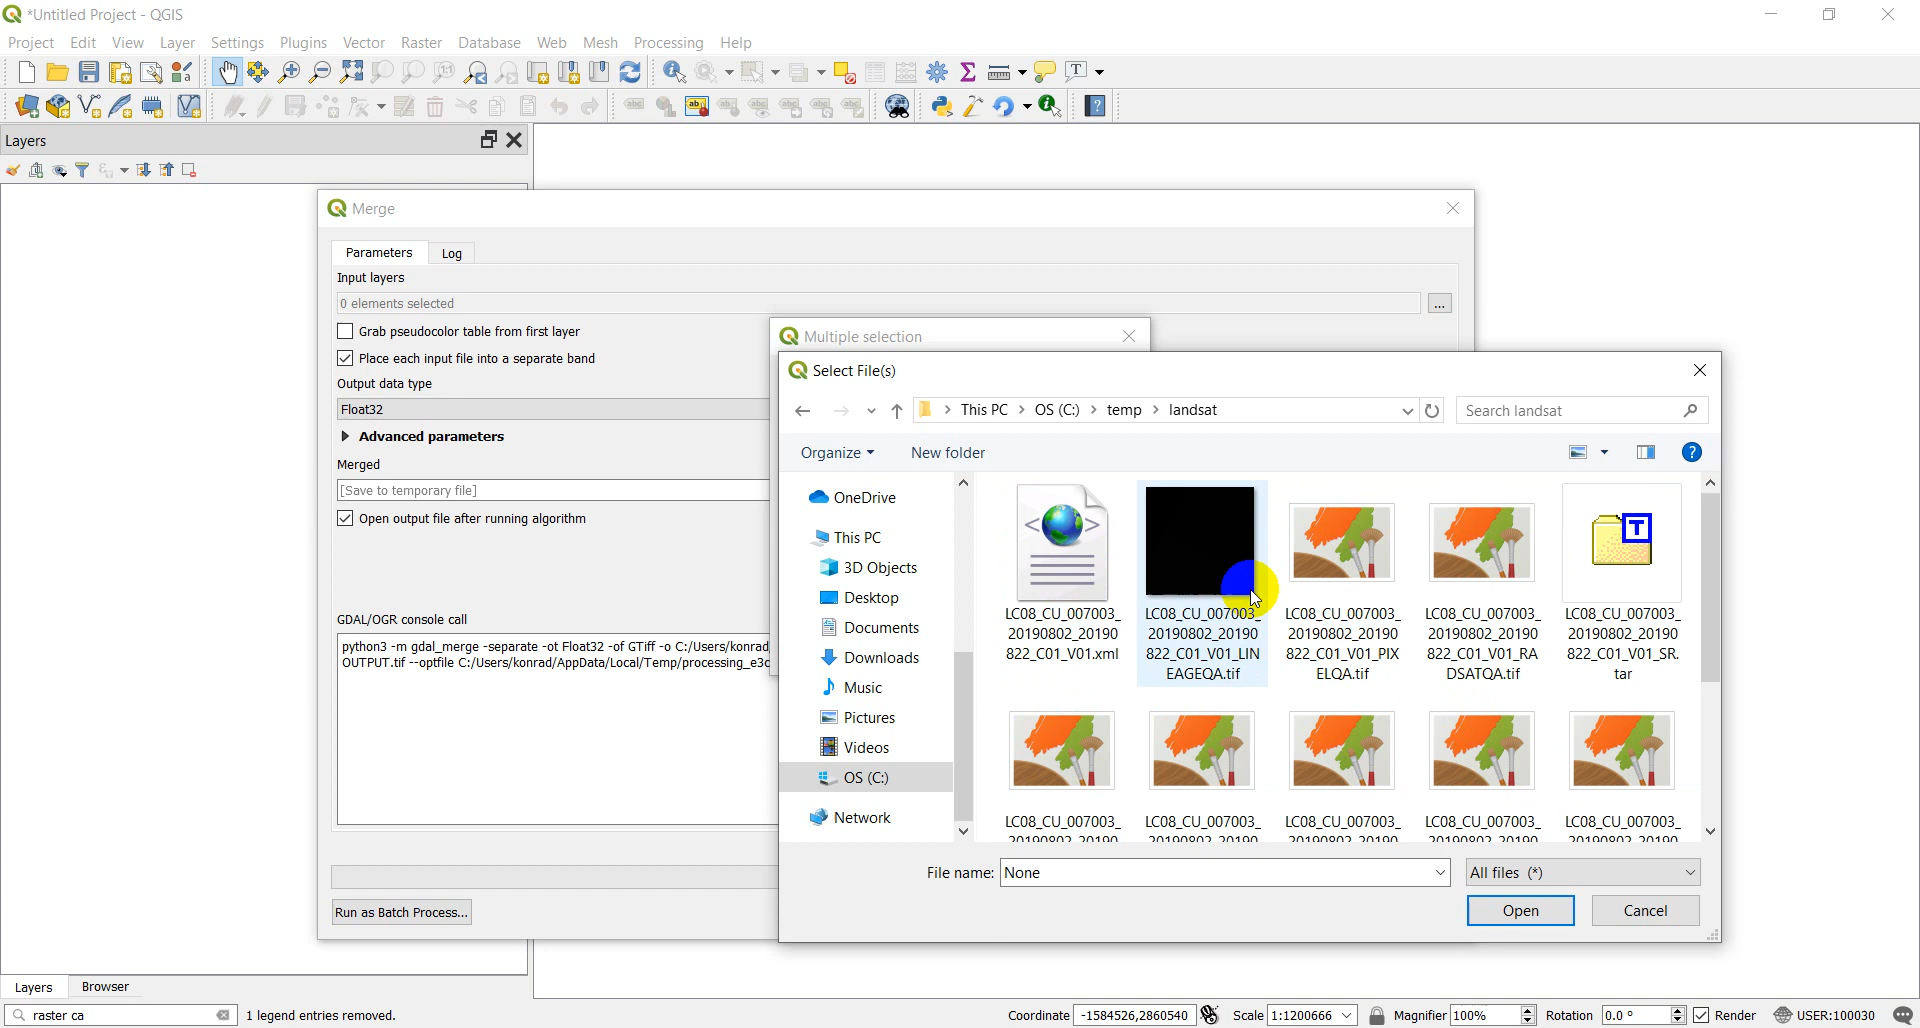 *Untitled Project - QGIS
Project Edit View Layer Settings Plugins Vector Raster Database Web Mesh Processing Help
Layers
Merge
Parameters Log
Input layers
0 elements selected
...
Grab pseudocolor table from first layer
Place each input file into a separate band
Output data type
Float32
Advanced parameters
Merged
[Save to temporary file]
Open output file after running algorithm
GDAL/OGR console call
python3 -m gdal_merge -separate -ot Float32 -of GTiff -o C:/Users/konrad
OUTPUT.tif --optfile C:/Users/konrad/AppData/Local/Temp/processing_e3c
Run as Batch Process...
Multiple selection
Select File(s)
This PC > OS (C:) > temp > landsat
Search landsat
Organize New folder
OneDrive
This PC
3D Objects
Desktop
Documents
Downloads
Music
Pictures
Videos
OS (C:)
Network
LC08_CU_007003_
20190802_20190
822_C01_V01.xml
LC08_CU_007003_
20190802_20190
822_C01_V01_LIN
EAGEQA.tif
LC08_CU_007003_
20190802_20190
822_C01_V01_PIX
ELQA.tif
LC08_CU_007003_
20190802_20190
822_C01_V01_RA
DSATQA.tif
LC08_CU_007003_
20190802_20190
822_C01_V01_SR.
tar
LC08_CU_007003_
20190802_20190
LC08_CU_007003_
20190802_20190
LC08_CU_007003_
20190802_20190
LC08_CU_007003_
20190802_20190
LC08_CU_007003_
20190802_20190
File name: None
All files (*)
Open Cancel
Layers Browser
raster ca
1 legend entries removed.
Coordinate -1584526,2860540 Scale 1:1200666 Magnifier 100% Rotation 0.0 ° Render USER:100030